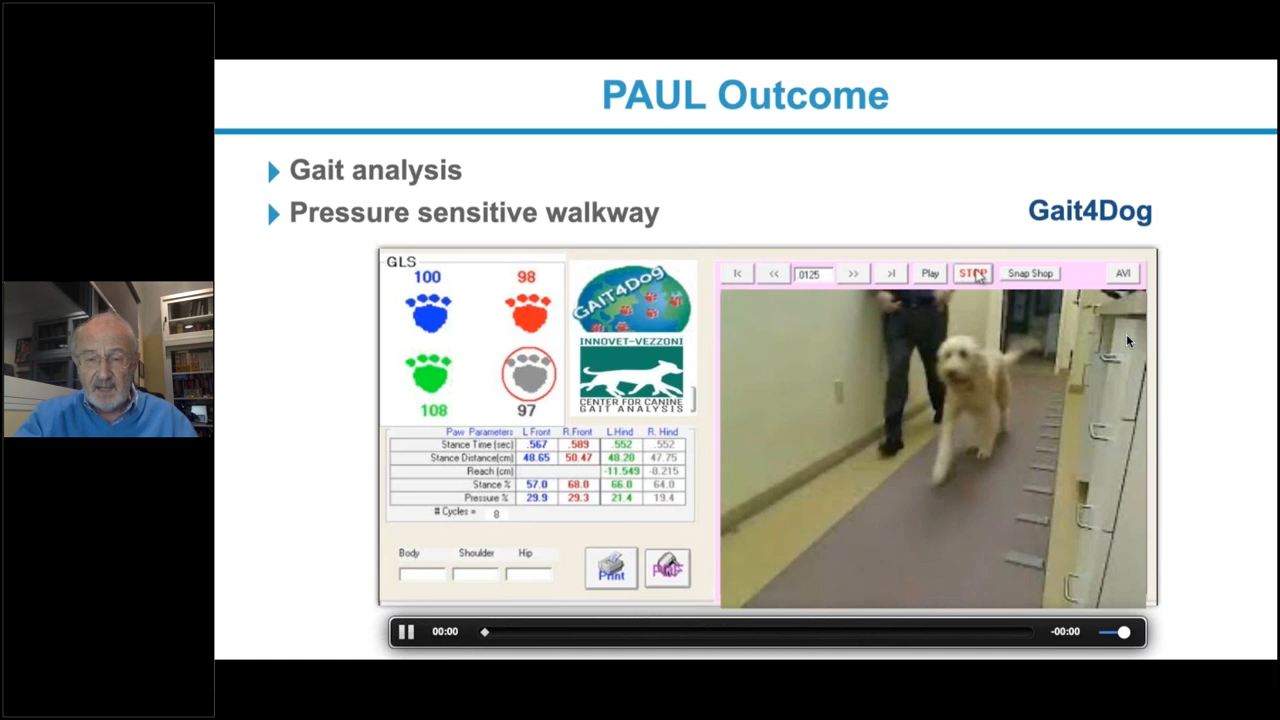 PAUL Outcome
Gait analysis
Pressure sensitive walkway
Gait4Dog
GLS
100 98
108 97
GAIT4Dog
INNOVET-VEZZONI
CENTER FOR CANINE
GAIT ANALYSIS
Paw Parameters L Front R.Front L.Hind R. Hind
Stance Time (sec) .567 .589 .552 .552
Stance Distance(cm) 48.65 50.47 48.20 47.75
Reach (cm) -11.549 -8.215
Stance % 57.0 68.0 66.0 64.0
Pressure % 29.9 29.3 21.4 19.4
# Cycles = 8
Body Shoulder Hip
Print
|< << 0125 >> >| Play STOP Snap Shop AVI
00:00 -00:00